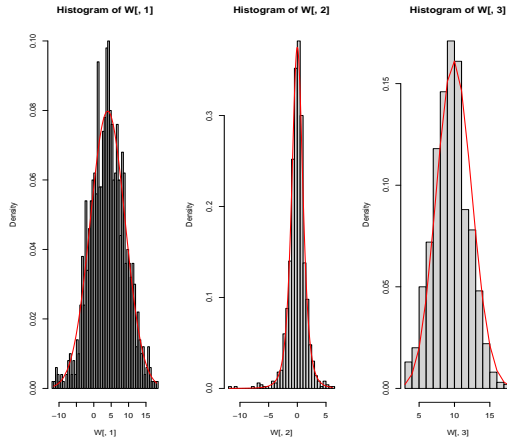 Histogram of W[, 1]
Density
0.00 0.02 0.04 0.06 0.08 0.10
−10 0 5 10 15
W[, 1]
Histogram of W[, 2]
Density
0.0 0.1 0.2 0.3
−10 −5 0 5
W[, 2]
Histogram of W[, 3]
Density
0.00 0.05 0.10 0.15
5 10 15
W[, 3]